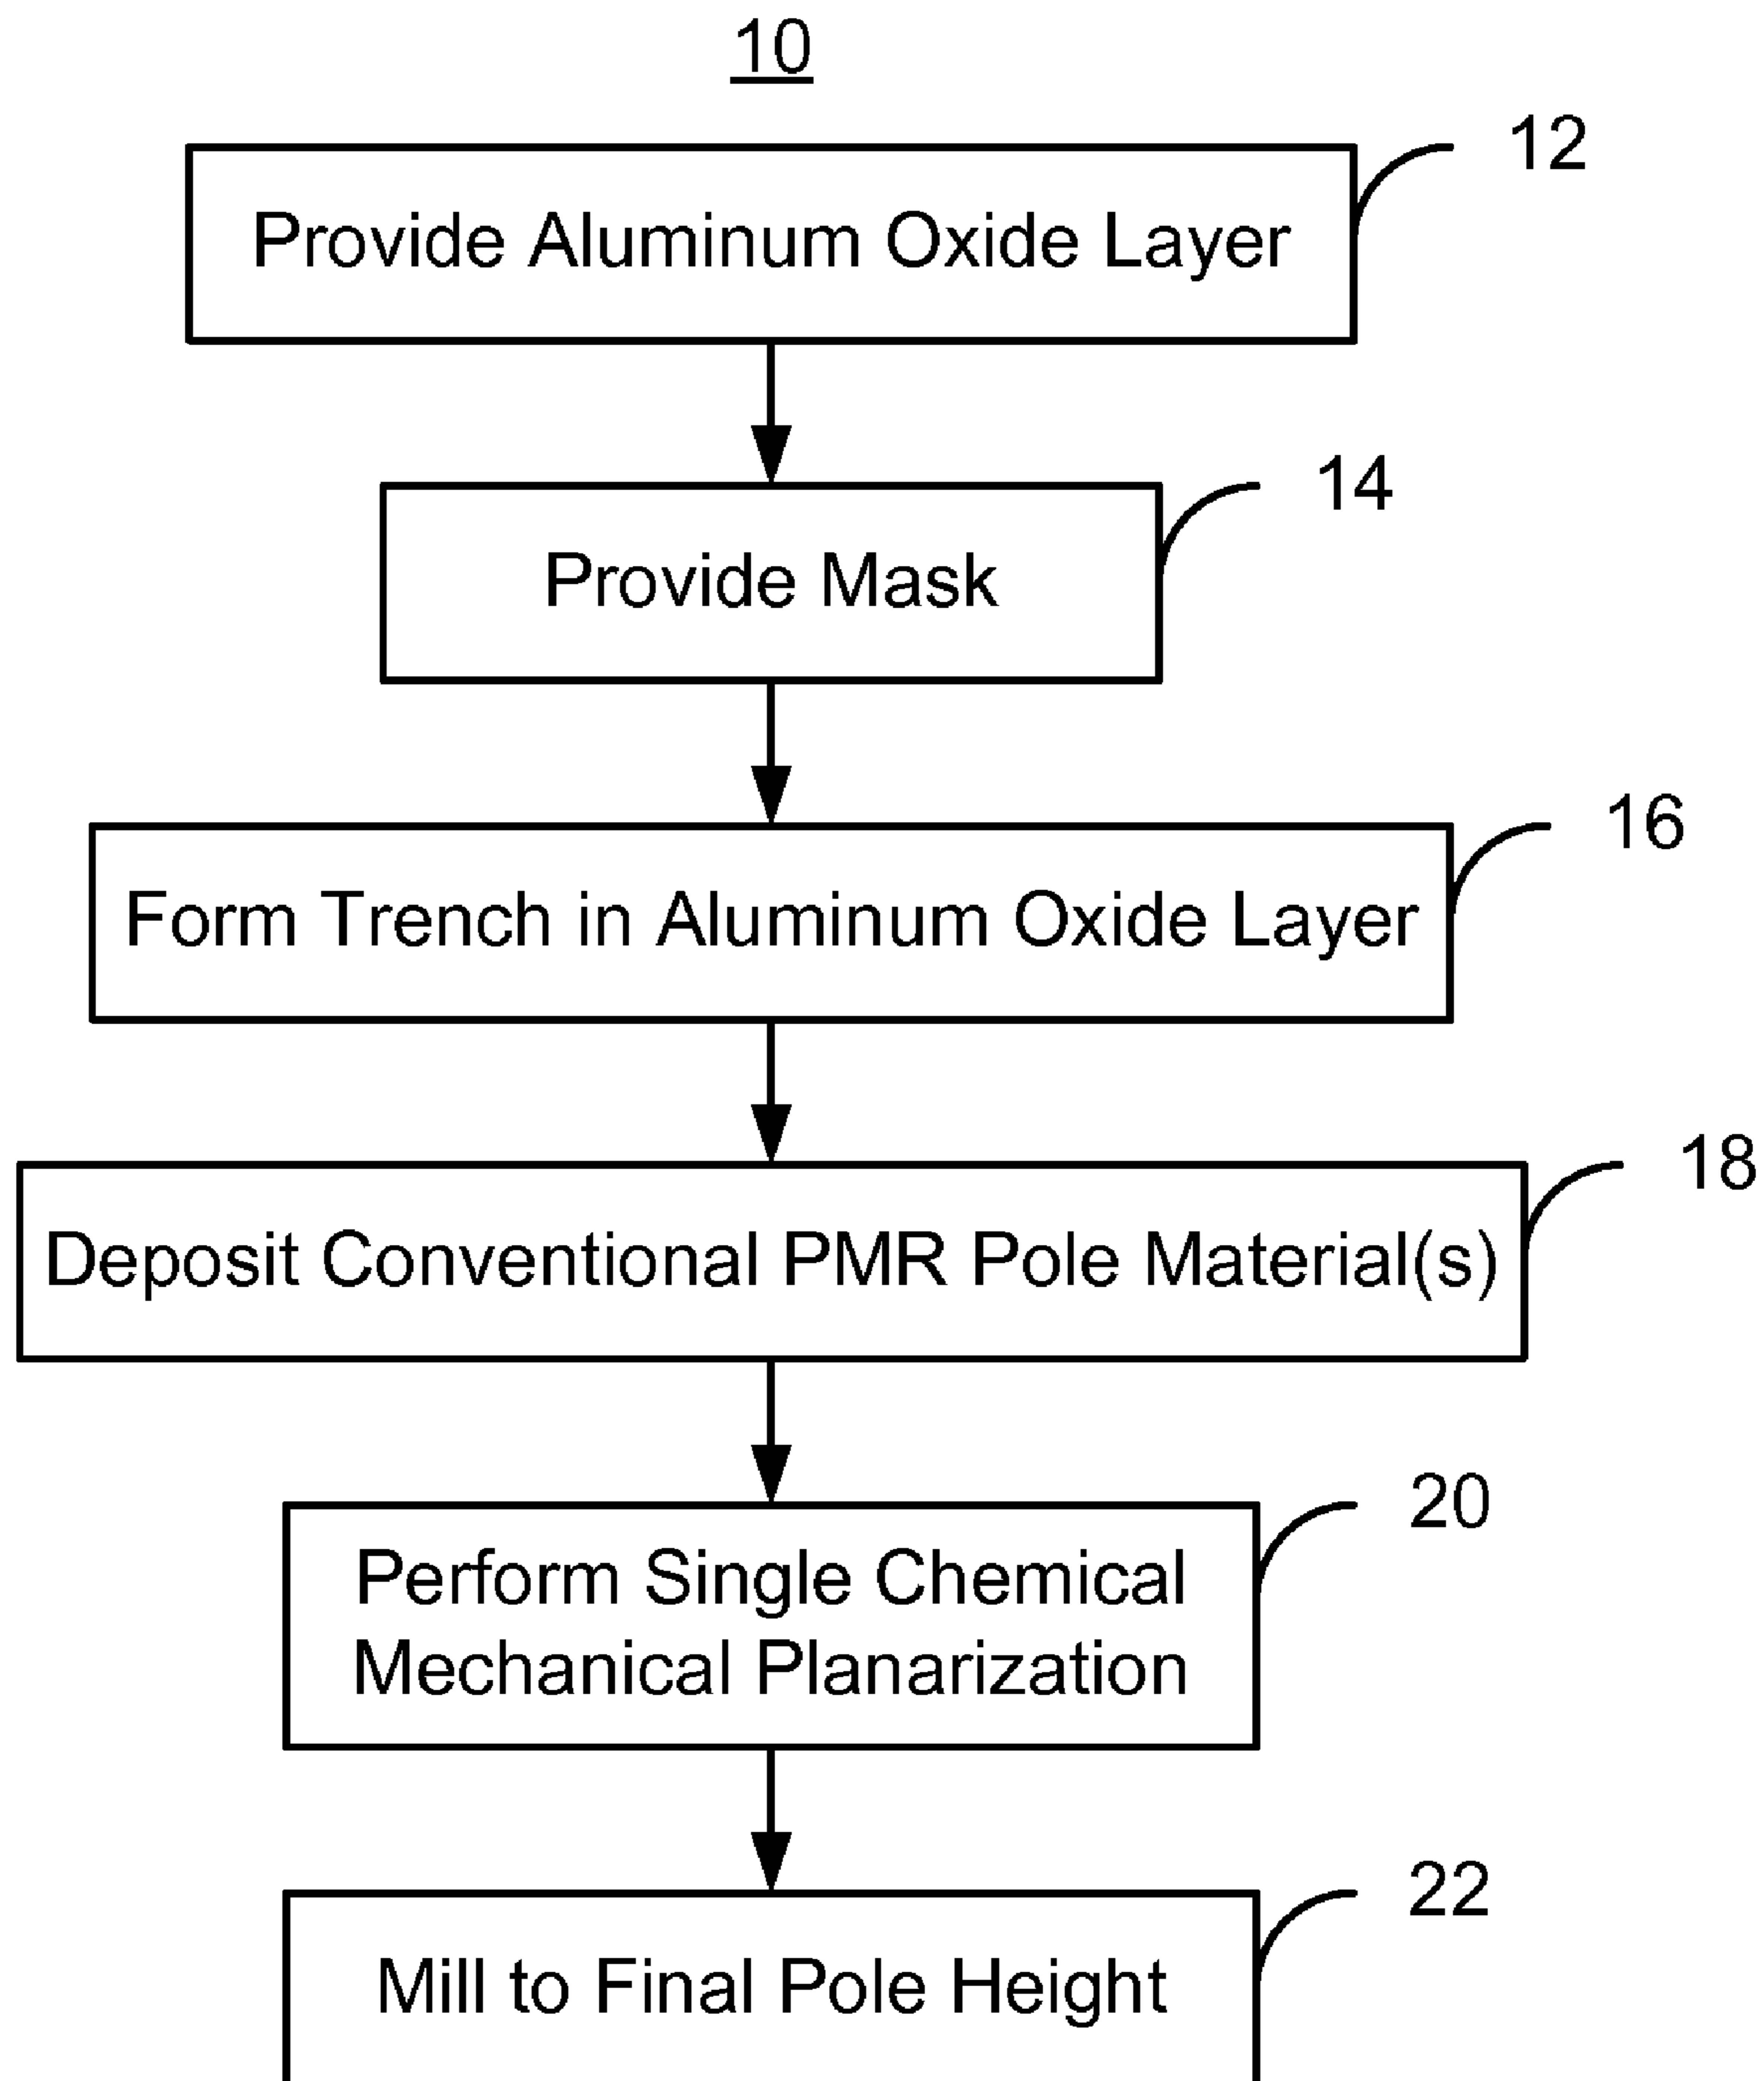 10
12
Provide Aluminum Oxide Layer
14
Provide Mask
16
Form Trench in Aluminum Oxide Layer
18
Deposit Conventional PMR Pole Material(s)
20
Perform Single Chemical
Mechanical Planarization
22
Mill to Final Pole Height